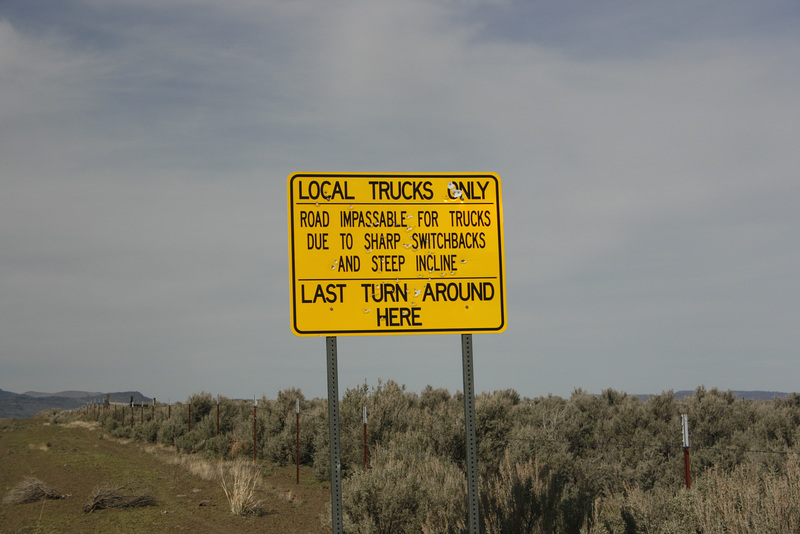 LOCAL TRUCKS ONLY
ROAD IMPASSABLE FOR TRUCKS
DUE TO SHARP SWITCHBACKS
AND STEEP INCLINE
LAST TURN AROUND
HERE